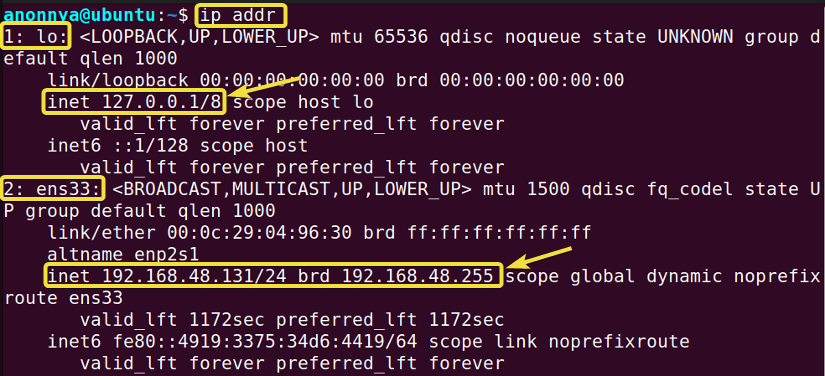 anonnya@ubuntu:~$ ip addr
1: lo: <LOOPBACK,UP,LOWER_UP> mtu 65536 qdisc noqueue state UNKNOWN group d
efault qlen 1000
    link/loopback 00:00:00:00:00:00 brd 00:00:00:00:00:00
    inet 127.0.0.1/8 scope host lo
       valid_lft forever preferred_lft forever
    inet6 ::1/128 scope host
       valid_lft forever preferred_lft forever
2: ens33: <BROADCAST,MULTICAST,UP,LOWER_UP> mtu 1500 qdisc fq_codel state U
P group default qlen 1000
    link/ether 00:0c:29:04:96:30 brd ff:ff:ff:ff:ff:ff
    altname enp2s1
    inet 192.168.48.131/24 brd 192.168.48.255 scope global dynamic noprefix
route ens33
       valid_lft 1172sec preferred_lft 1172sec
    inet6 fe80::4919:3375:34d6:4419/64 scope link noprefixroute
       valid_lft forever preferred_lft forever